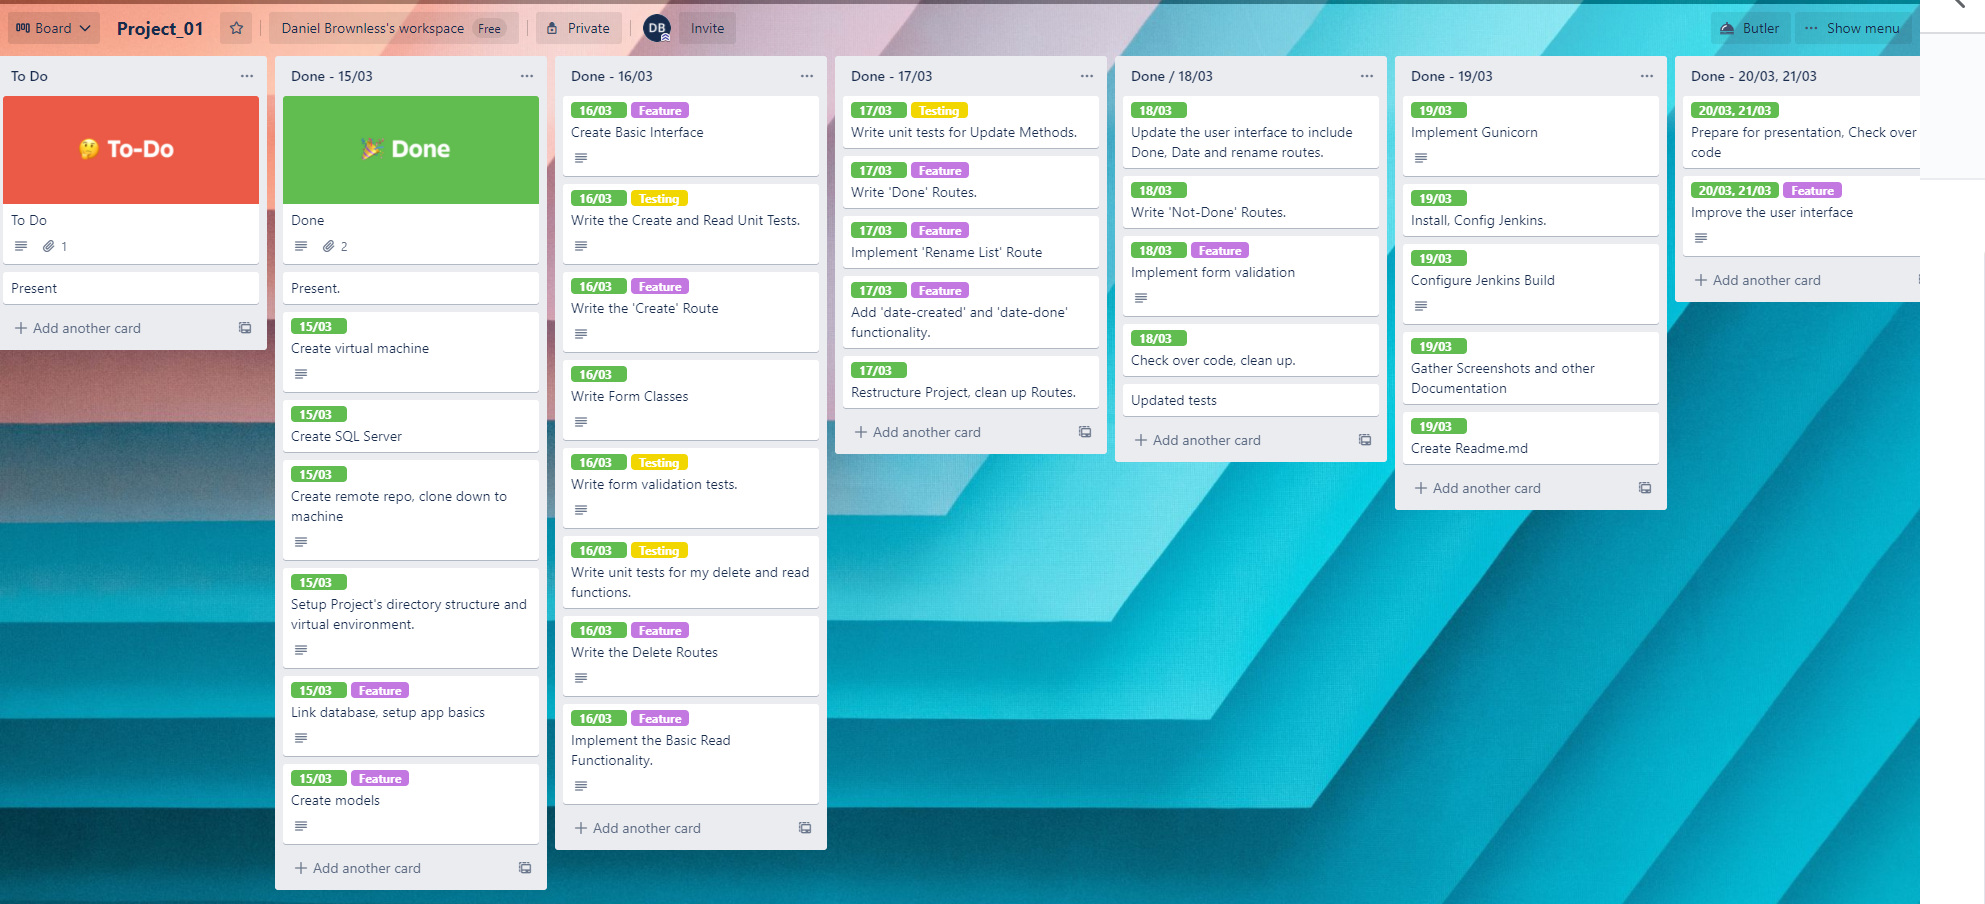 Board
Project_01
Daniel Brownless's workspace Free
Private
DB
Invite
Butler
Show menu
To Do
To-Do
To Do
1
Present
Add another card
Done - 15/03
Done
Done
2
Present.
15/03
Create virtual machine
15/03
Create SQL Server
15/03
Create remote repo, clone down to
machine
15/03
Setup Project's directory structure and
virtual environment.
15/03 Feature
Link database, setup app basics
15/03 Feature
Create models
Add another card
Done - 16/03
16/03 Feature
Create Basic Interface
16/03 Testing
Write the Create and Read Unit Tests.
16/03 Feature
Write the 'Create' Route
16/03
Write Form Classes
16/03 Testing
Write form validation tests.
16/03 Testing
Write unit tests for my delete and read
functions.
16/03 Feature
Write the Delete Routes
16/03 Feature
Implement the Basic Read
Functionality.
Add another card
Done - 17/03
17/03 Testing
Write unit tests for Update Methods.
17/03 Feature
Write 'Done' Routes.
17/03 Feature
Implement 'Rename List' Route
17/03 Feature
Add 'date-created' and 'date-done'
functionality.
17/03
Restructure Project, clean up Routes.
Add another card
Done / 18/03
18/03
Update the user interface to include
Done, Date and rename routes.
18/03
Write 'Not-Done' Routes.
18/03 Feature
Implement form validation
18/03
Check over code, clean up.
Updated tests
Add another card
Done - 19/03
19/03
Implement Gunicorn
19/03
Install, Config Jenkins.
19/03
Configure Jenkins Build
19/03
Gather Screenshots and other
Documentation
19/03
Create Readme.md
Add another card
Done - 20/03, 21/03
20/03, 21/03
Prepare for presentation, Check over
code
20/03, 21/03 Feature
Improve the user interface
Add another card